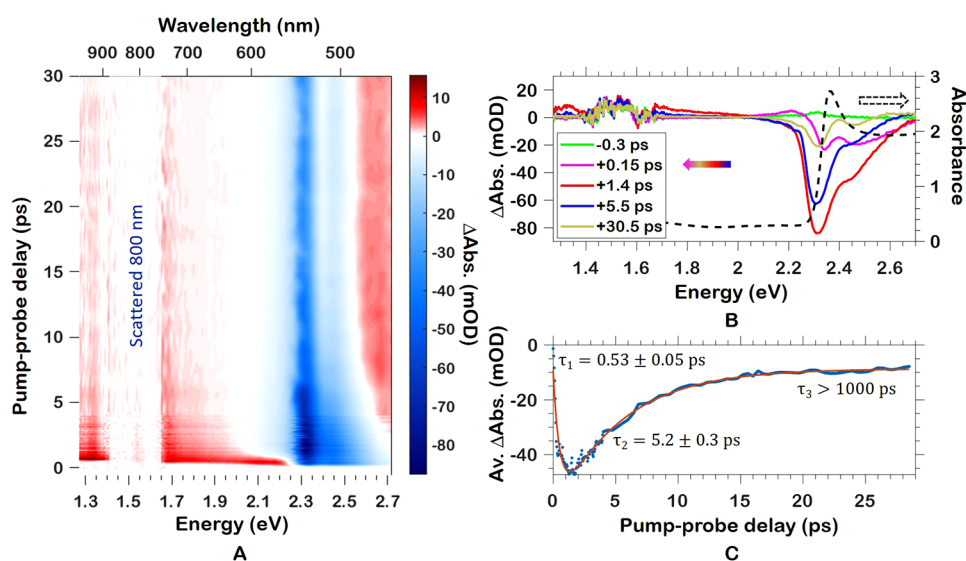 Wavelength (nm)
900 800 700 600 500
Pump-probe delay (ps)
30
25
20
15
10
5
0
Scattered 800 nm
1.3 1.5 1.7 1.9 2.1 2.3 2.5 2.7
Energy (eV)
A
10
0
-10
-20
-30
-40
-50
-60
-70
-80
ΔAbs. (mOD)
ΔAbs. (mOD)
20
0
-20
-40
-60
-80
-0.3 ps
+0.15 ps
+1.4 ps
+5.5 ps
+30.5 ps
3
2
1
0
Absorbance
1.4 1.6 1.8 2 2.2 2.4 2.6
Energy (eV)
B
Av. ΔAbs. (mOD)
0
-20
-40
τ1 = 0.53 ± 0.05 ps
τ3 > 1000 ps
τ2 = 5.2 ± 0.3 ps
0 5 10 15 20 25
Pump-probe delay (ps)
C